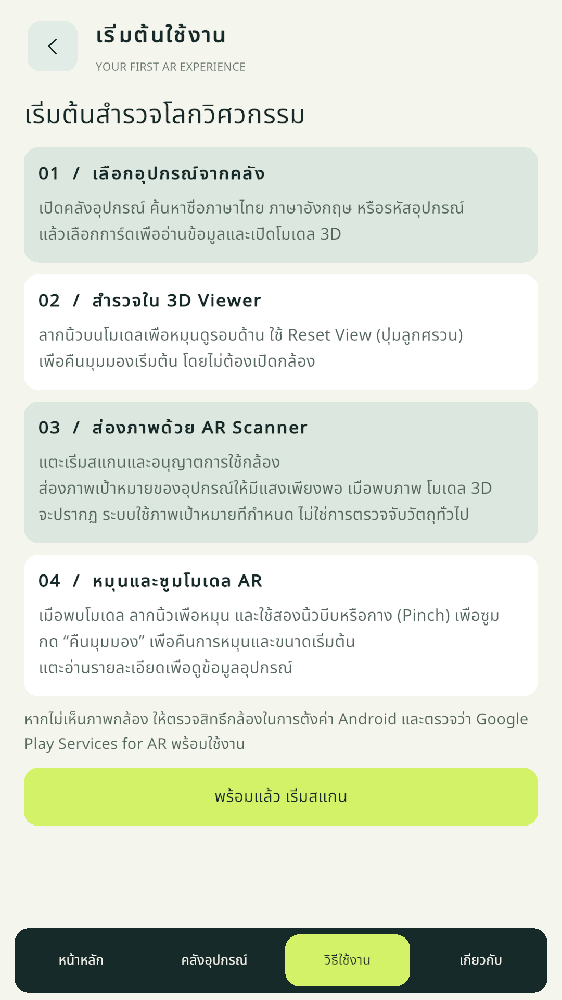 เริ่มต้นใช้งาน
YOUR FIRST AR EXPERIENCE
เริ่มต้นสำรวจโลกวิศวกรรม
01 / เลือกอุปกรณ์จากคลัง
เปิดคลังอุปกรณ์ ค้นหาชื่อภาษาไทย ภาษาอังกฤษ หรือรหัสอุปกรณ์
แล้วเลือกการ์ดเพื่ออ่านข้อมูลและเปิดโมเดล 3D
02 / สำรวจใน 3D Viewer
ลากนิ้วบนโมเดลเพื่อหมุนดูรอบด้าน ใช้ Reset View (ปุ่มลูกศรวน)
เพื่อคืนมุมมองเริ่มต้น โดยไม่ต้องเปิดกล้อง
03 / ส่องภาพด้วย AR Scanner
แตะเริ่มสแกนและอนุญาตการใช้กล้อง
ส่องภาพเป้าหมายของอุปกรณ์ให้มีแสงเพียงพอ เมื่อพบภาพ โมเดล 3D
จะปรากฏ ระบบใช้ภาพเป้าหมายที่กำหนด ไม่ใช่การตรวจจับวัตถุทั่วไป
04 / หมุนและซูมโมเดล AR
เมื่อพบโมเดล ลากนิ้วเพื่อหมุน และใช้สองนิ้วบีบหรือกาง (Pinch) เพื่อซูม
กด “คืนมุมมอง” เพื่อคืนการหมุนและขนาดเริ่มต้น
แตะอ่านรายละเอียดเพื่อดูข้อมูลอุปกรณ์
หากไม่เห็นภาพกล้อง ให้ตรวจสิทธิ์กล้องในการตั้งค่า Android และตรวจว่า Google
Play Services for AR พร้อมใช้งาน
พร้อมแล้ว เริ่มสแกน
หน้าหลัก
คลังอุปกรณ์
วิธีใช้งาน
เกี่ยวกับ